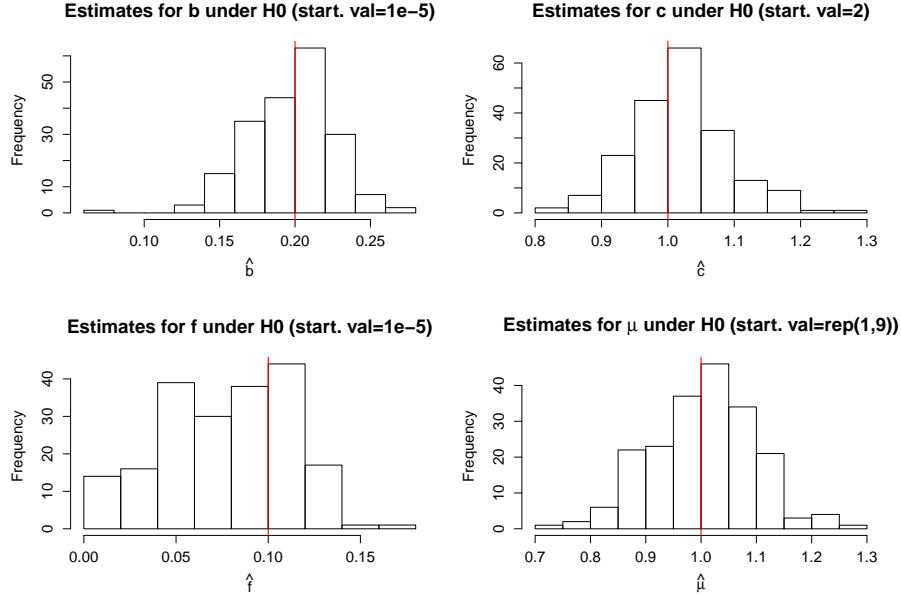 Estimates for b under H0 (start. val=1e−5)
Frequency
0 10 30 50
0.10 0.15 0.20 0.25
b̂
Estimates for c under H0 (start. val=2)
Frequency
0 20 40 60
0.8 0.9 1.0 1.1 1.2 1.3
ĉ
Estimates for f under H0 (start. val=1e−5)
Frequency
0 10 20 30 40
0.00 0.05 0.10 0.15
f̂
Estimates for μ under H0 (start. val=rep(1,9))
Frequency
0 10 20 30 40
0.7 0.8 0.9 1.0 1.1 1.2 1.3
μ̂